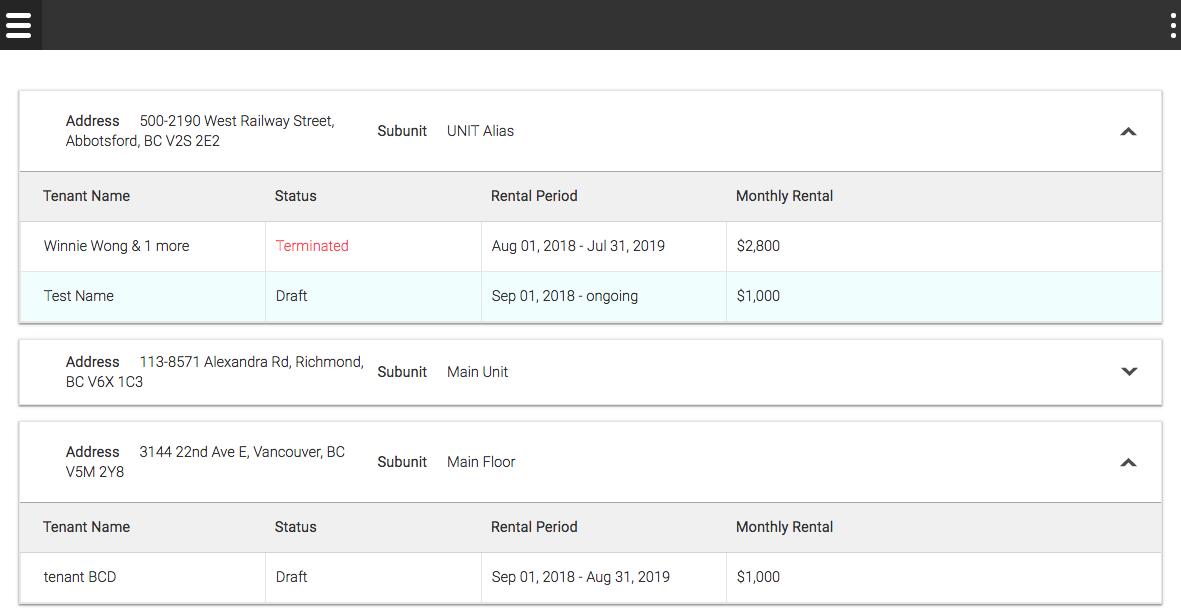 Address 500-2190 West Railway Street,
Abbotsford, BC V2S 2E2
Subunit UNIT Alias
Tenant Name Status Rental Period Monthly Rental
Winnie Wong & 1 more Terminated Aug 01, 2018 - Jul 31, 2019 $2,800
Test Name Draft Sep 01, 2018 - ongoing $1,000
Address 113-8571 Alexandra Rd, Richmond,
BC V6X 1C3
Subunit Main Unit
Address 3144 22nd Ave E, Vancouver, BC
V5M 2Y8
Subunit Main Floor
Tenant Name Status Rental Period Monthly Rental
tenant BCD Draft Sep 01, 2018 - Aug 31, 2019 $1,000